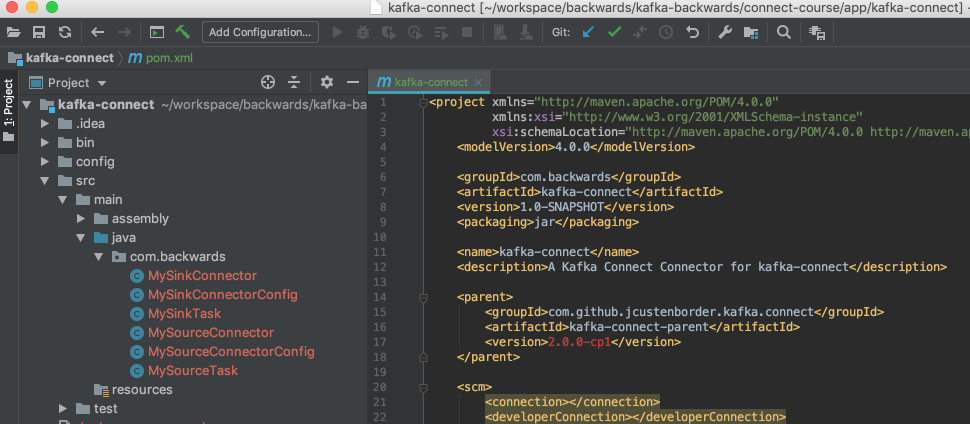 kafka-connect [~/workspace/backwards/kafka-backwards/connect-course/app/kafka-connect] -
Add Configuration...
Git:
kafka-connect
pom.xml
1: Project
Project
kafka-connect ~/workspace/backwards/kafka-ba
.idea
bin
config
src
main
assembly
java
com.backwards
MySinkConnector
MySinkConnectorConfig
MySinkTask
MySourceConnector
MySourceConnectorConfig
MySourceTask
resources
test
kafka-connect
1 <project xmlns="http://maven.apache.org/POM/4.0.0"
2 xmlns:xsi="http://www.w3.org/2001/XMLSchema-instance"
3 xsi:schemaLocation="http://maven.apache.org/POM/4.0.0 http://maven.ap
4 <modelVersion>4.0.0</modelVersion>
5
6 <groupId>com.backwards</groupId>
7 <artifactId>kafka-connect</artifactId>
8 <version>1.0-SNAPSHOT</version>
9 <packaging>jar</packaging>
10
11 <name>kafka-connect</name>
12 <description>A Kafka Connect Connector for kafka-connect</description>
13
14 <parent>
15 <groupId>com.github.jcustenborder.kafka.connect</groupId>
16 <artifactId>kafka-connect-parent</artifactId>
17 <version>2.0.0-cp1</version>
18 </parent>
19
20 <scm>
21 <connection></connection>
22 <developerConnection></developerConnection>